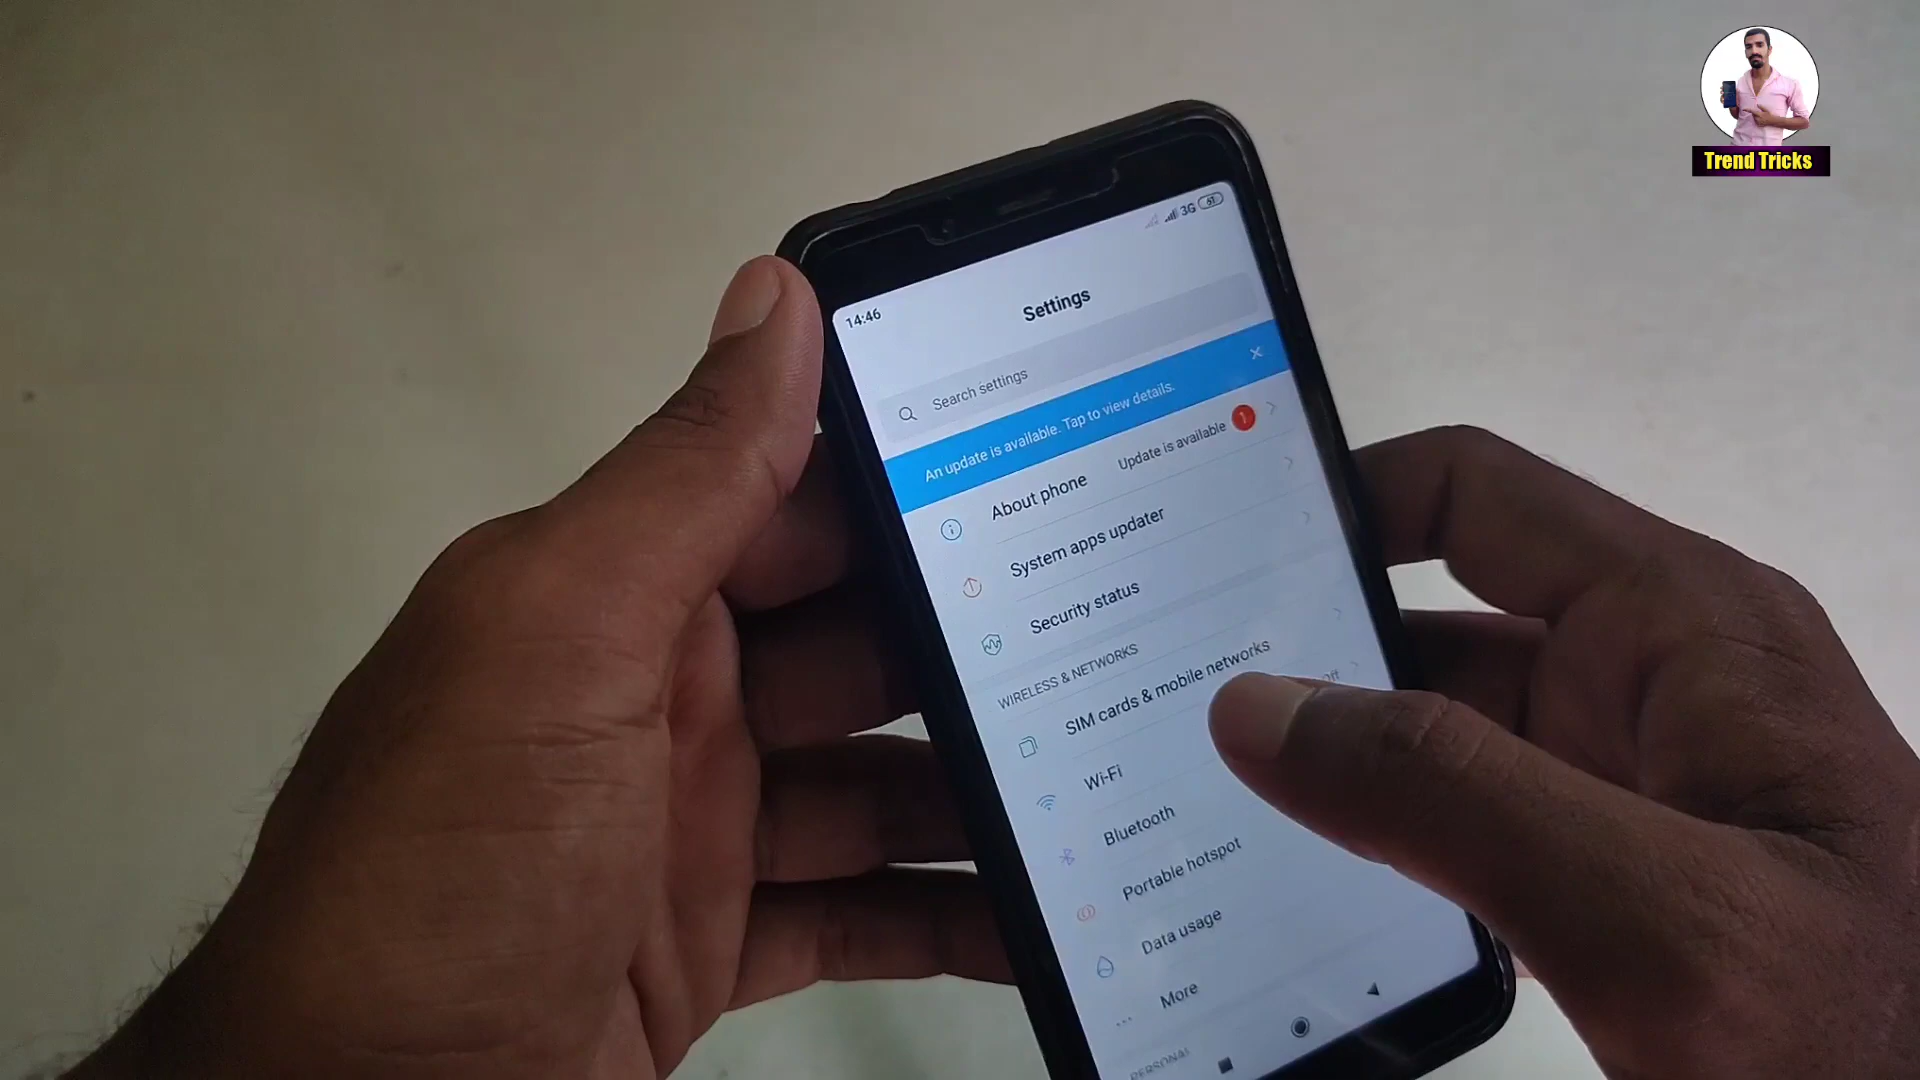 Trend Tricks
14:46
3G 61
Settings
Search settings
An update is available. Tap to view details.
About phone Update is available 1
System apps updater
Security status
WIRELESS & NETWORKS
SIM cards & mobile networks
Wi-Fi Off
Bluetooth
Portable hotspot
Data usage
More
PERSONAL